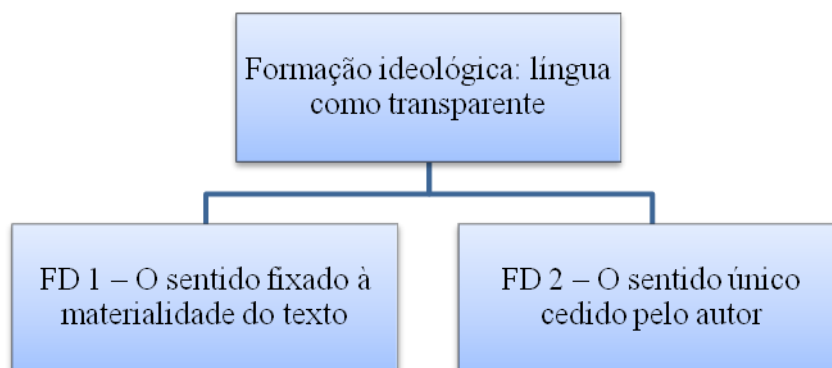 Formação ideológica: língua
como transparente
FD 1 – O sentido fixado à
materialidade do texto
FD 2 – O sentido único
cedido pelo autor